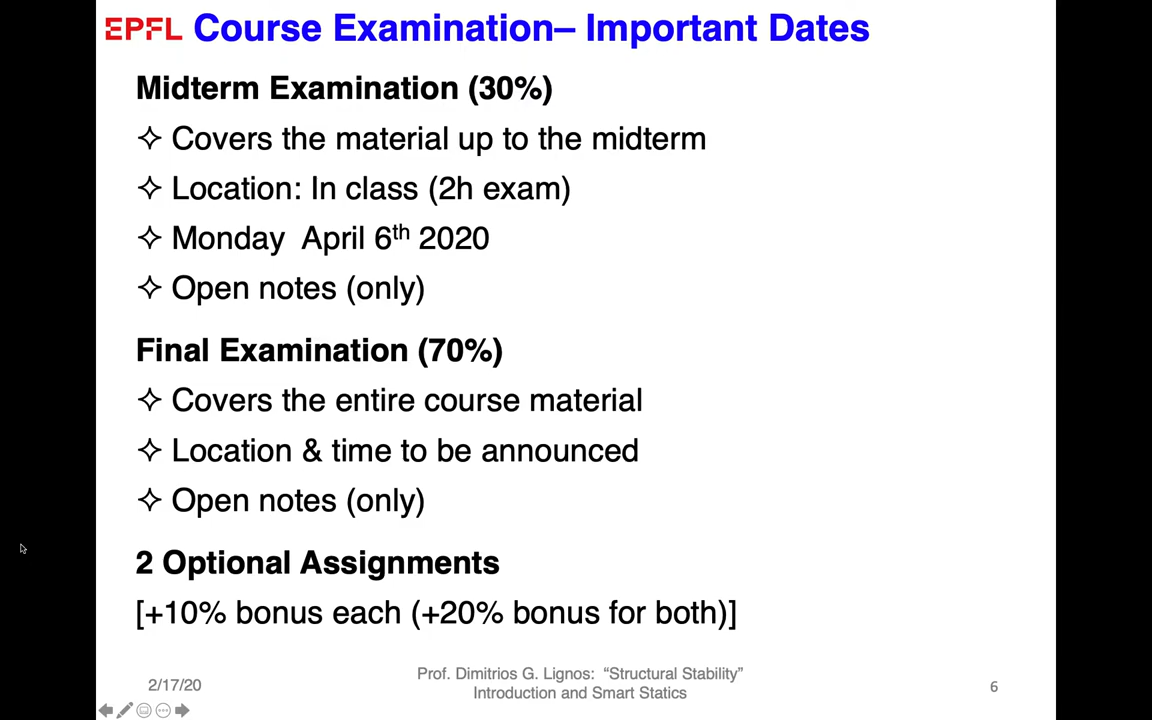 EPFL Course Examination– Important Dates
Midterm Examination (30%)
✧ Covers the material up to the midterm
✧ Location: In class (2h exam)
✧ Monday  April 6th 2020
✧ Open notes (only)
Final Examination (70%)
✧ Covers the entire course material
✧ Location & time to be announced
✧ Open notes (only)
2 Optional Assignments
[+10% bonus each (+20% bonus for both)]
2/17/20
Prof. Dimitrios G. Lignos:  “Structural Stability”
Introduction and Smart Statics
6